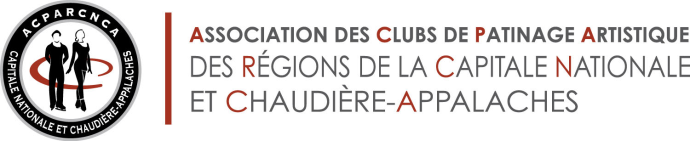 ACPARCNCA
CAPITALE NATIONALE ET CHAUDIÈRE-APPALACHES
ASSOCIATION DES CLUBS DE PATINAGE ARTISTIQUE
DES RÉGIONS DE LA CAPITALE NATIONALE
ET CHAUDIÈRE-APPALACHES